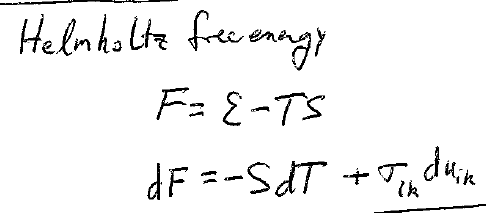 Helmholtz free energy
F = ℰ - TS
dF = -SdT + σ_ik du_ik